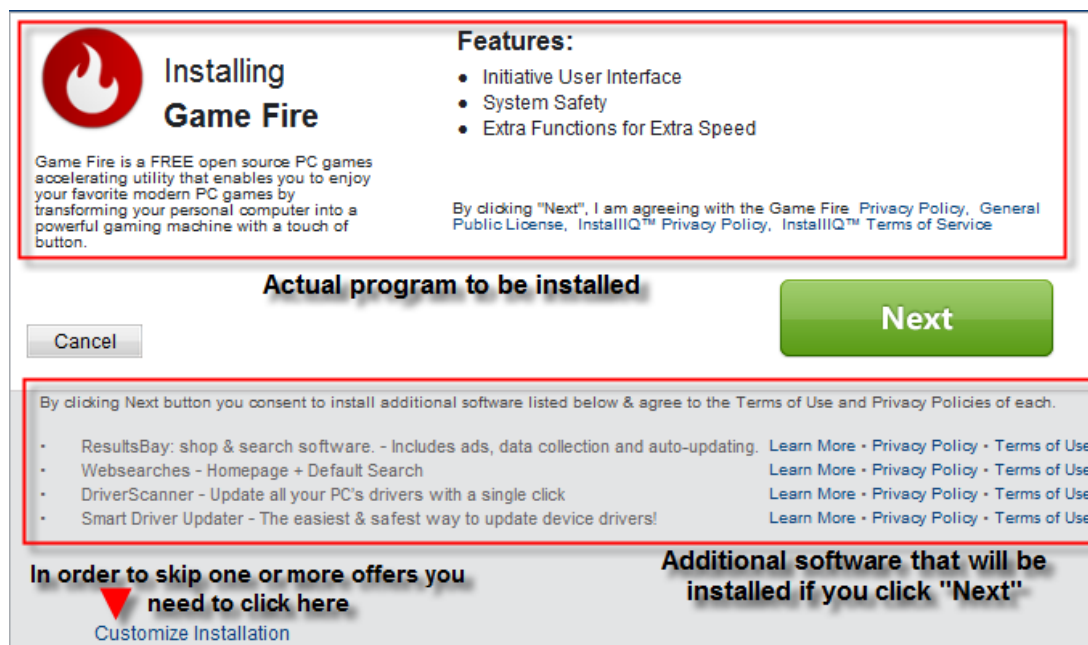 Installing
Game Fire
Game Fire is a FREE open source PC games
accelerating utility that enables you to enjoy
your favorite modern PC games by
transforming your personal computer into a
powerful gaming machine with a touch of
button.
Features:
• Initiative User Interface
• System Safety
• Extra Functions for Extra Speed
By clicking "Next", I am agreeing with the Game Fire Privacy Policy, General
Public License, InstallIQ™ Privacy Policy, InstallIQ™ Terms of Service
Actual program to be installed
Cancel
Next
By clicking Next button you consent to install additional software listed below & agree to the Terms of Use and Privacy Policies of each.
• ResultsBay: shop & search software. - Includes ads, data collection and auto-updating. Learn More • Privacy Policy • Terms of Use
• Websearches - Homepage + Default Search Learn More • Privacy Policy • Terms of Use
• DriverScanner - Update all your PC's drivers with a single click Learn More • Privacy Policy • Terms of Use
• Smart Driver Updater - The easiest & safest way to update device drivers! Learn More • Privacy Policy • Terms of Use
In order to skip one or more offers you
need to click here
Customize Installation
Additional software that will be
installed if you click "Next"